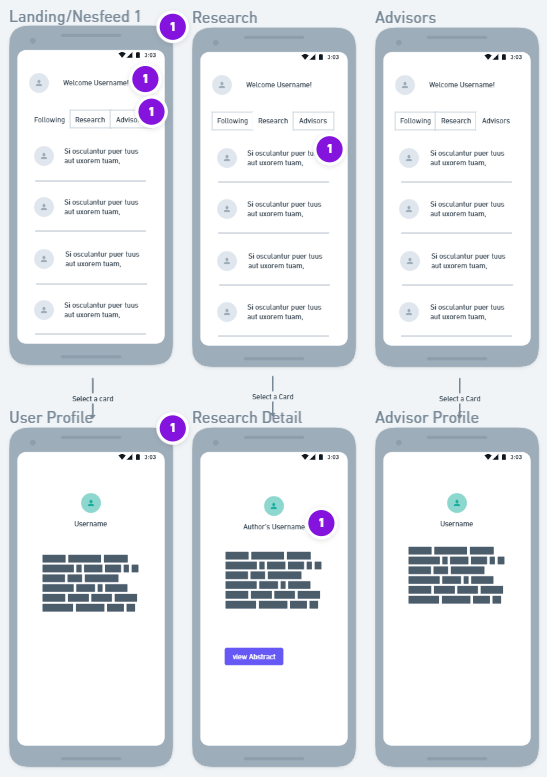 Landing/Nesfeed 1
1
3:03
Welcome Username!
1
Following
Research
1
Si osculantur puer tuus
aut uxorem tuam,
Si osculantur puer tuus
aut uxorem tuam,
Si osculantur puer tuus
aut uxorem tuam,
Si osculantur puer tuus
aut uxorem tuam,
Select a card
Research
3:03
Welcome Username!
Following
Research
Advisors
Si osculantur puer
aut uxorem tuam,
1
Si osculantur puer tuus
aut uxorem tuam,
Si osculantur puer tuus
aut uxorem tuam,
Si osculantur puer tuus
aut uxorem tuam,
Select a Card
Advisors
3:03
Welcome Username!
Following
Research
Advisors
Si osculantur puer tuus
aut uxorem tuam,
Si osculantur puer tuus
aut uxorem tuam,
Si osculantur puer tuus
aut uxorem tuam,
Si osculantur puer tuus
aut uxorem tuam,
Select a Card
User Profile
1
3:03
Username
Research Detail
3:03
Author's Username
1
view Abstract
Advisor Profile
3:03
Username